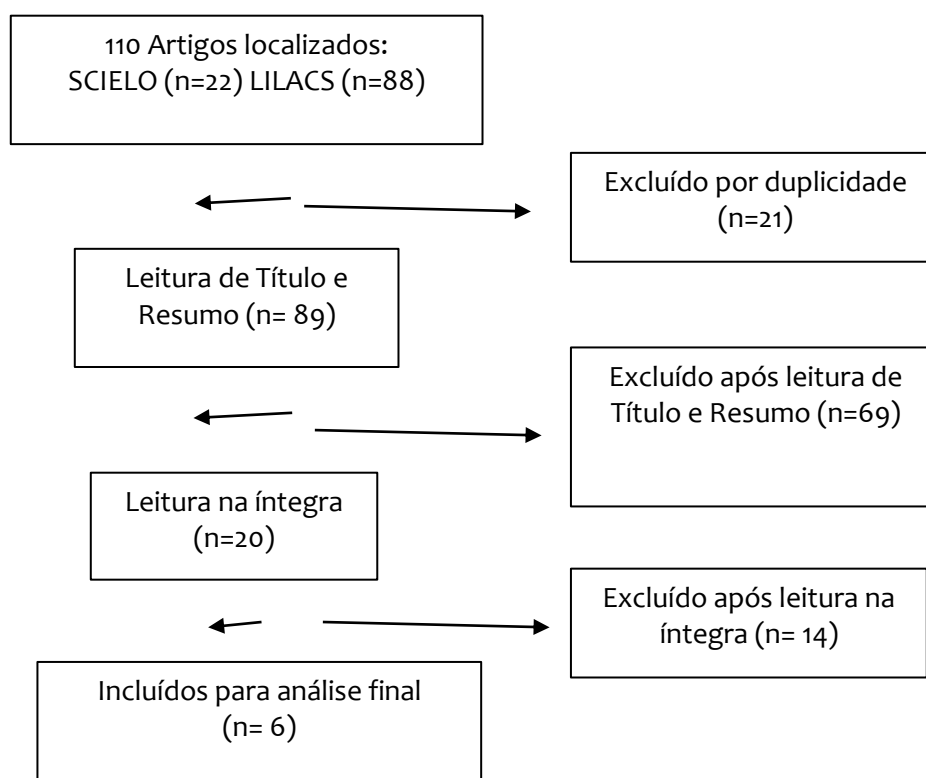 110 Artigos localizados:
SCIELO (n=22) LILACS (n=88)
Excluído por duplicidade
(n=21)
Leitura de Título e
Resumo (n= 89)
Excluído após leitura de
Título e Resumo (n=69)
Leitura na íntegra
(n=20)
Excluído após leitura na
íntegra (n= 14)
Incluídos para análise final
(n= 6)